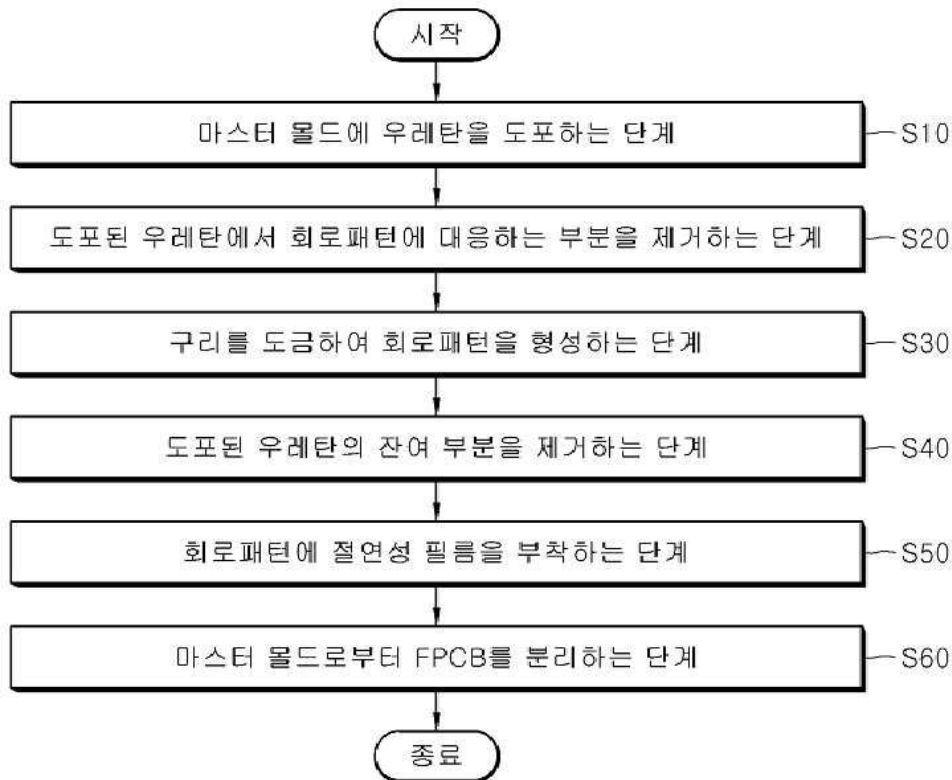 시작
마스터 몰드에 우레탄을 도포하는 단계
S10
도포된 우레탄에서 회로패턴에 대응하는 부분을 제거하는 단계
S20
구리를 도금하여 회로패턴을 형성하는 단계
S30
도포된 우레탄의 잔여 부분을 제거하는 단계
S40
회로패턴에 절연성 필름을 부착하는 단계
S50
마스터 몰드로부터 FPCB를 분리하는 단계
S60
종료